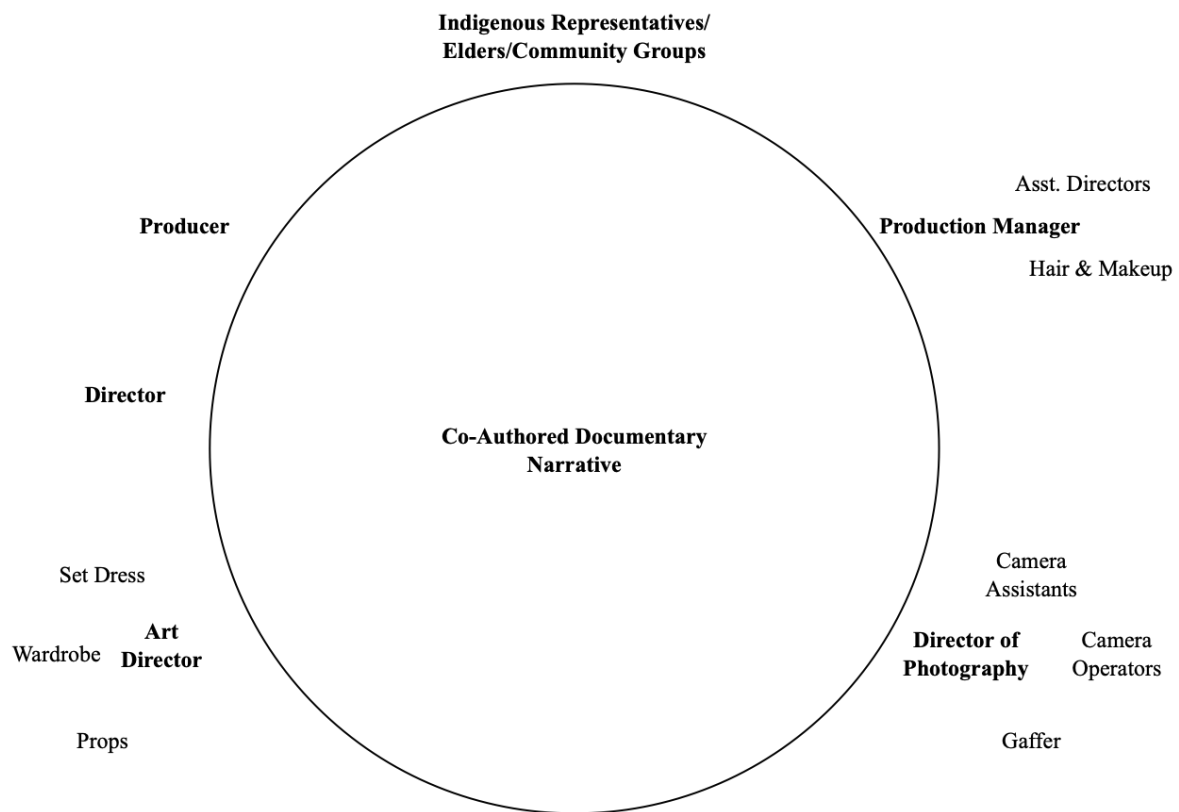 Indigenous Representatives/
Elders/Community Groups
Asst. Directors
Producer
Production Manager
Hair & Makeup
Director
Co-Authored Documentary
Narrative
Set Dress
Wardrobe
Art
Director
Props
Camera
Assistants
Director of
Photography
Camera
Operators
Gaffer